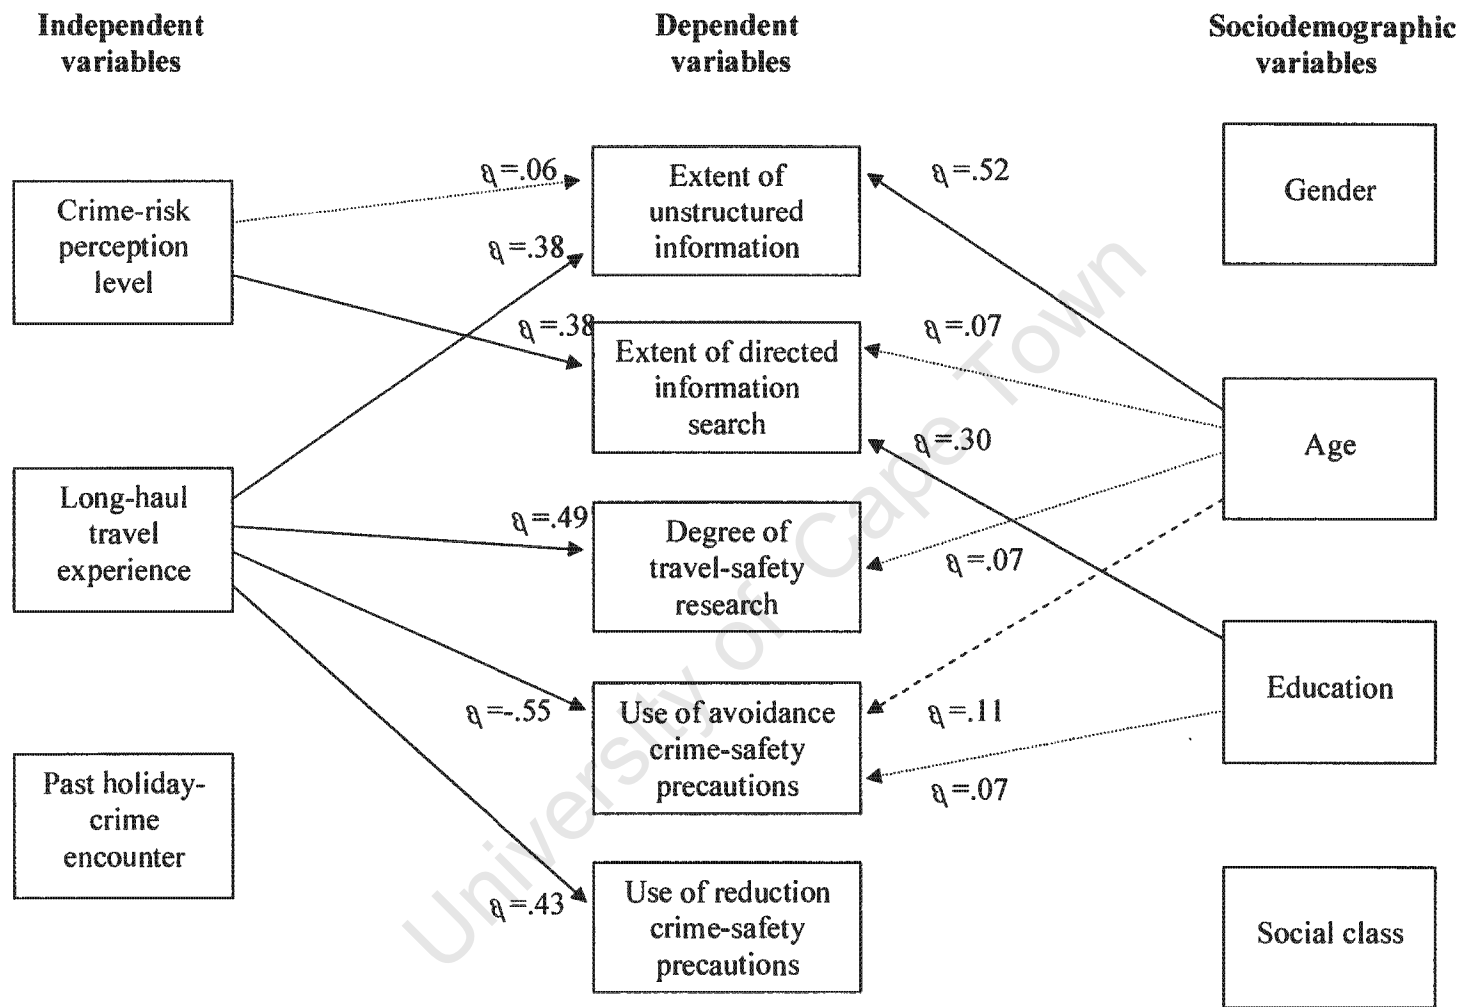 Independent
variables
Dependent
variables
Sociodemographic
variables
Crime-risk
perception
level
Long-haul
travel
experience
Past holiday-
crime
encounter
β =.06
β =.38
β =.38
β =.49
β =-.55
β =.43
Extent of
unstructured
information
Extent of directed
information
search
Degree of
travel-safety
research
Use of avoidance
crime-safety
precautions
Use of reduction
crime-safety
precautions
β =.52
β =.07
β =.30
β =.07
β =.11
β =.07
Gender
Age
Education
Social class
University of Cape Town